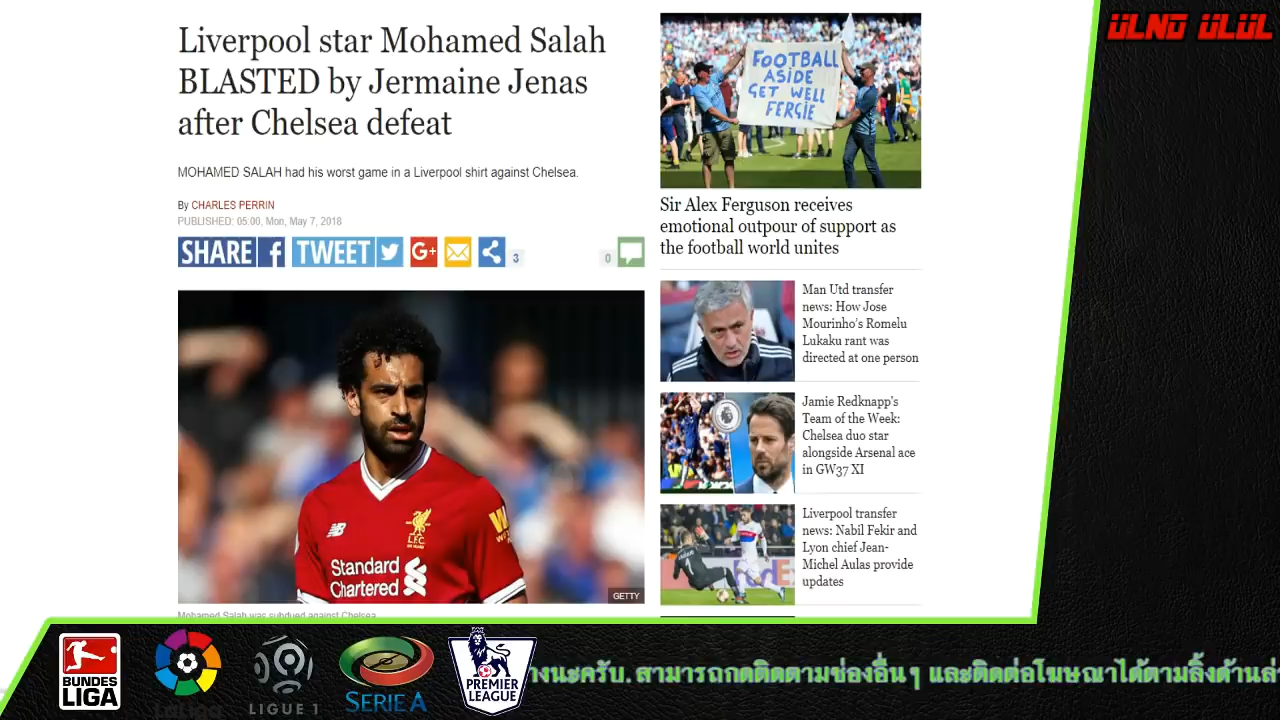 Liverpool star Mohamed Salah
BLASTED by Jermaine Jenas
after Chelsea defeat
MOHAMED SALAH had his worst game in a Liverpool shirt against Chelsea.
By CHARLES PERRIN
PUBLISHED: 05:00, Mon, May 7, 2018
SHARE
TWEET
G+
3
0
LFC
Standard
Chartered
GETTY
Mohamed Salah was subdued against Chelsea
FOOTBALL
ASIDE
GET WELL
FERGIE
Sir Alex Ferguson receives
emotional outpour of support as
the football world unites
Man Utd transfer
news: How Jose
Mourinho's Romelu
Lukaku rant was
directed at one person
Jamie Redknapp's
Team of the Week:
Chelsea duo star
alongside Arsenal ace
in GW37 XI
Liverpool transfer
news: Nabil Fekir and
Lyon chief Jean-
Michel Aulas provide
updates
BUNDES
LIGA
LaLiga
LIGUE 1
SERIE A
PREMIER
LEAGUE
างนะครับ. สามารถกดติดตามช่องอื่นๆ และติดต่อโฆษณาได้ตามลิ้งด้านล่